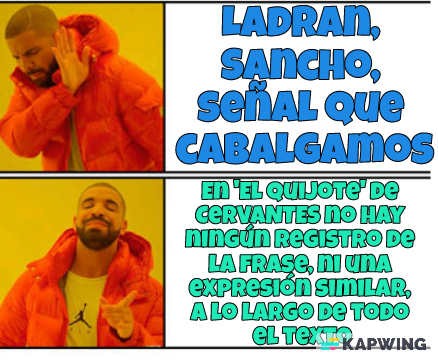 Ladran,
Sancho,
señal que
cabalgamos
En 'El Quijote' de
Cervantes no hay
ningún registro de
la frase, ni una
expresión similar,
a lo largo de todo
el texto
KAPWING